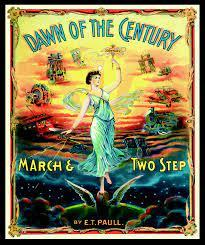 DAWN OF THE CENTURY
MARCH & TWO STEP
BY E.T. PAULL.